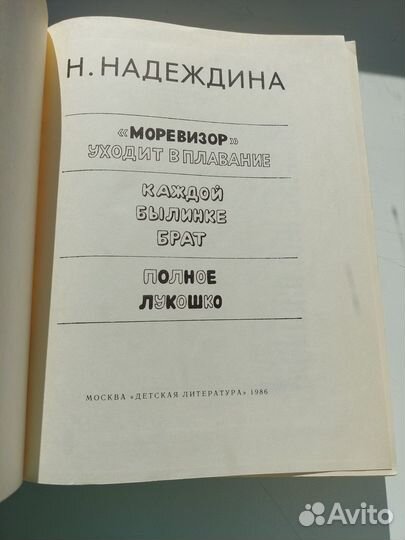 Н. НАДЕЖДИНА
«МОРЕВИЗОР»
УХОДИТ В ПЛАВАНИЕ
КАЖДОЙ
БЫЛИНКЕ
БРАТ
ПОЛНОЕ
ЛУКОШКО
МОСКВА «ДЕТСКАЯ ЛИТЕРАТУРА» 1986
Avito